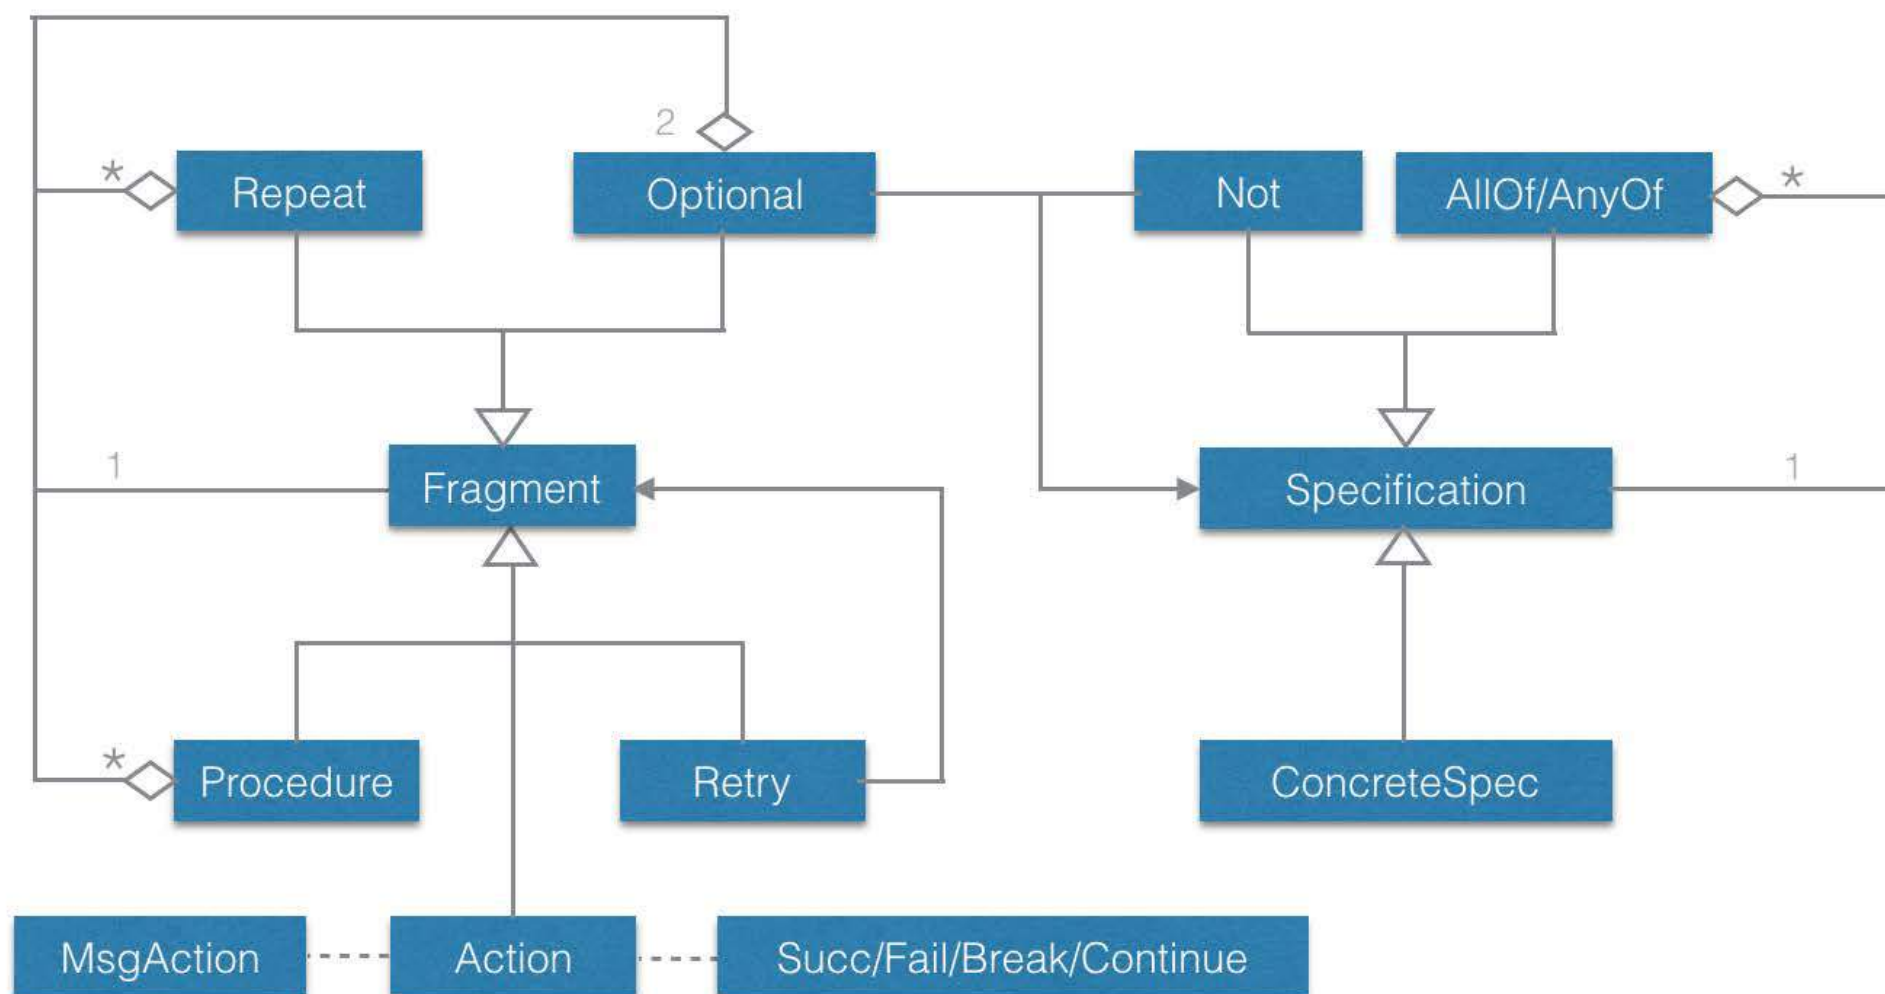 2
*
Repeat
Optional
Not
AllOf/AnyOf
*
1
Fragment
Specification
1
*
Procedure
Retry
ConcreteSpec
MsgAction
Action
Succ/Fail/Break/Continue